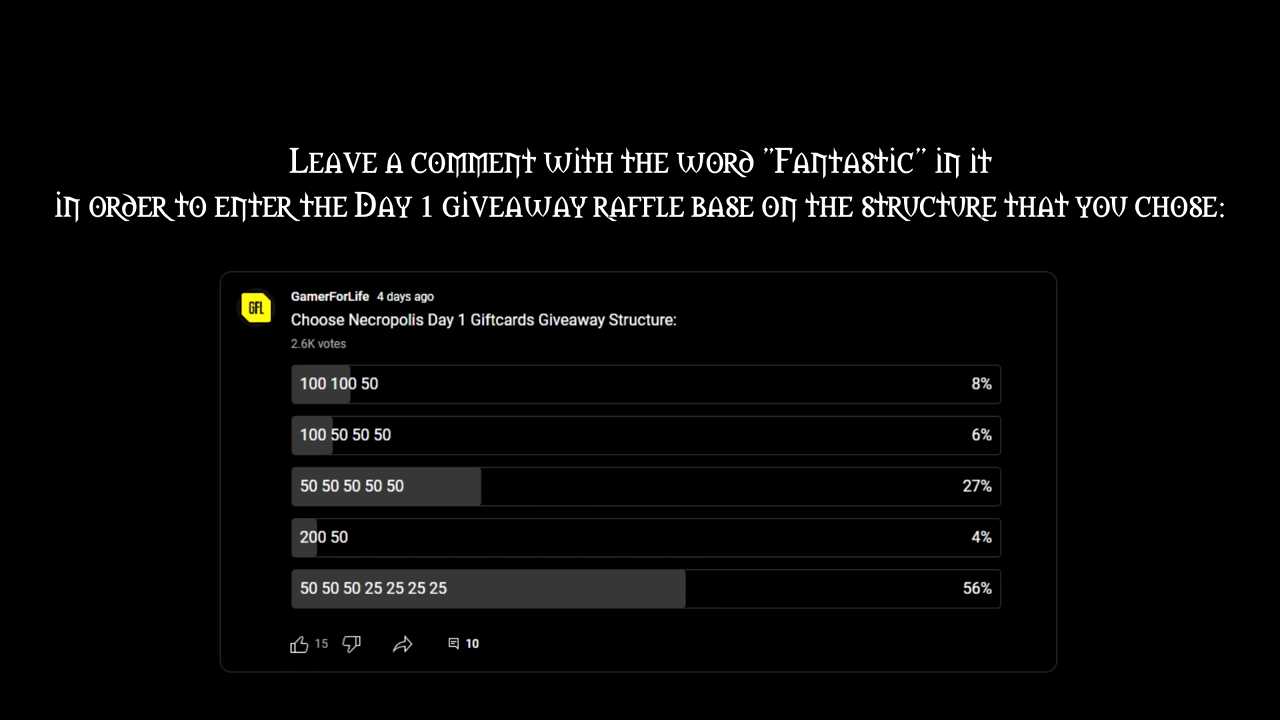 Leave a comment with the word "Fantastic" in it
in order to enter the Day 1 giveaway raffle base on the structure that you chose:
GFL
GamerForLife 4 days ago
Choose Necropolis Day 1 Giftcards Giveaway Structure:
2.6K votes
100 100 50 8%
100 50 50 50 6%
50 50 50 50 50 27%
200 50 4%
50 50 50 25 25 25 25 56%
15 10